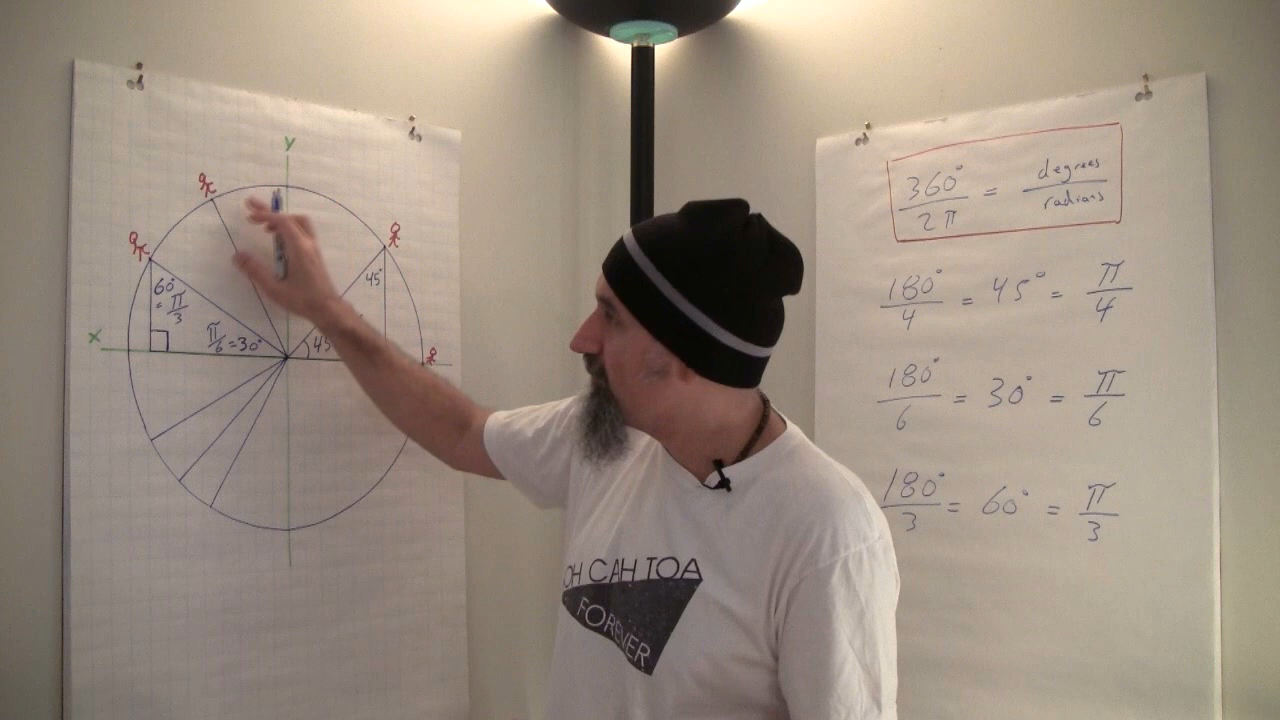 y
60°
= π/3
π/6 = 30°
45°
45
x
360°/2π = degrees/radians
180°/4 = 45° = π/4
180°/6 = 30° = π/6
180°/3 = 60° = π/3
OH CAH TOA
FOREVER